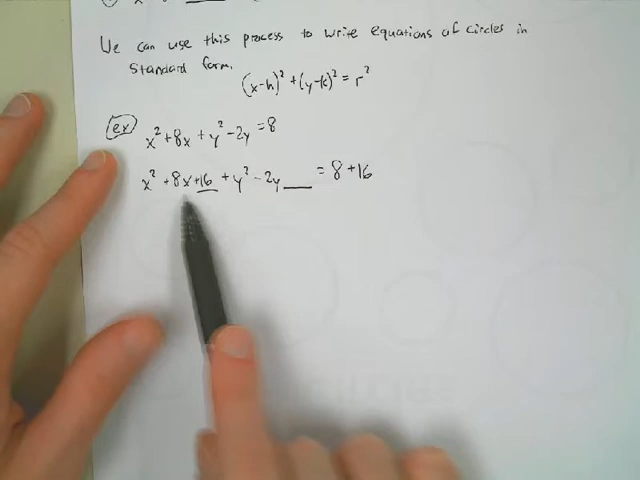 We can use this process to write equations of circles in
standard form.
(x-h)² + (y-k)² = r²
ex x² + 8x + y² - 2y = 8
x² + 8x + 16 + y² - 2y ___ = 8 + 16